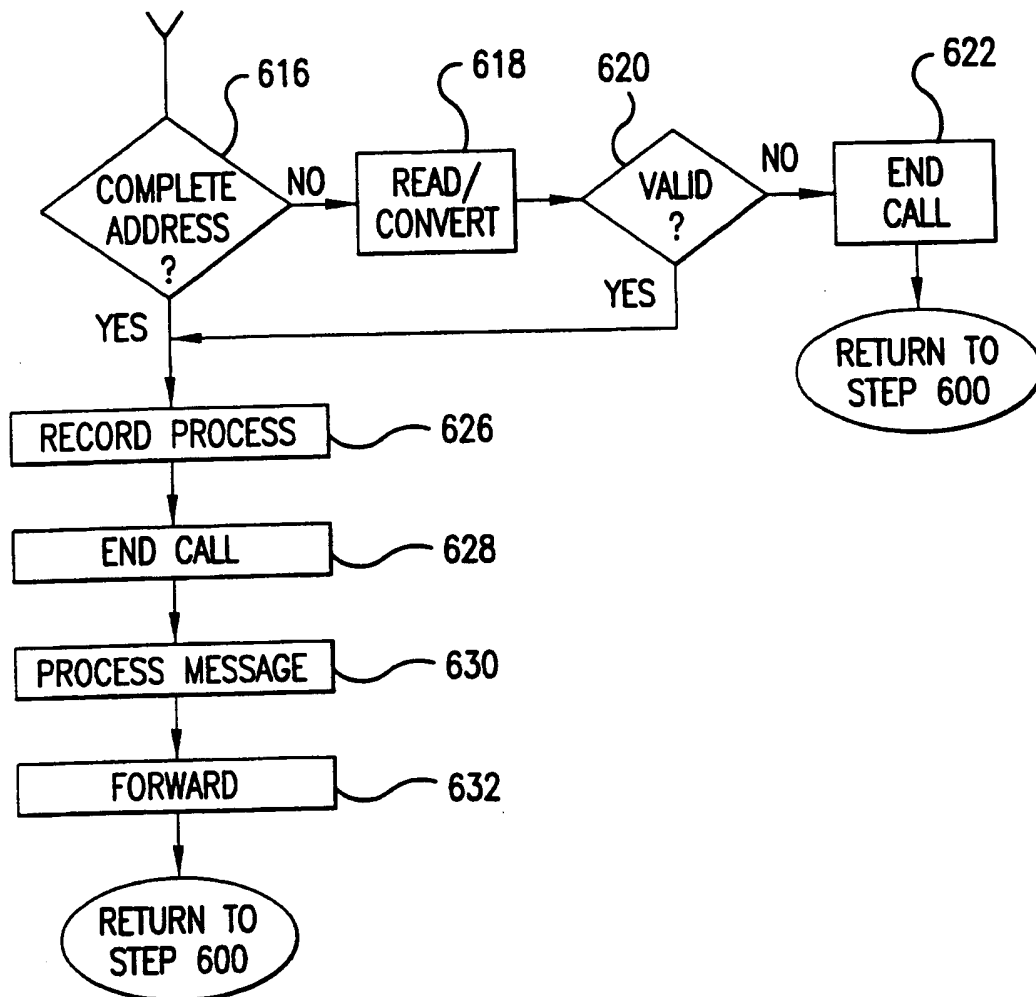 616
618
620
622
COMPLETE
ADDRESS
?
NO
READ/
CONVERT
VALID
?
NO
END
CALL
YES
YES
RETURN TO
STEP 600
RECORD PROCESS
626
END CALL
628
PROCESS MESSAGE
630
FORWARD
632
RETURN TO
STEP 600